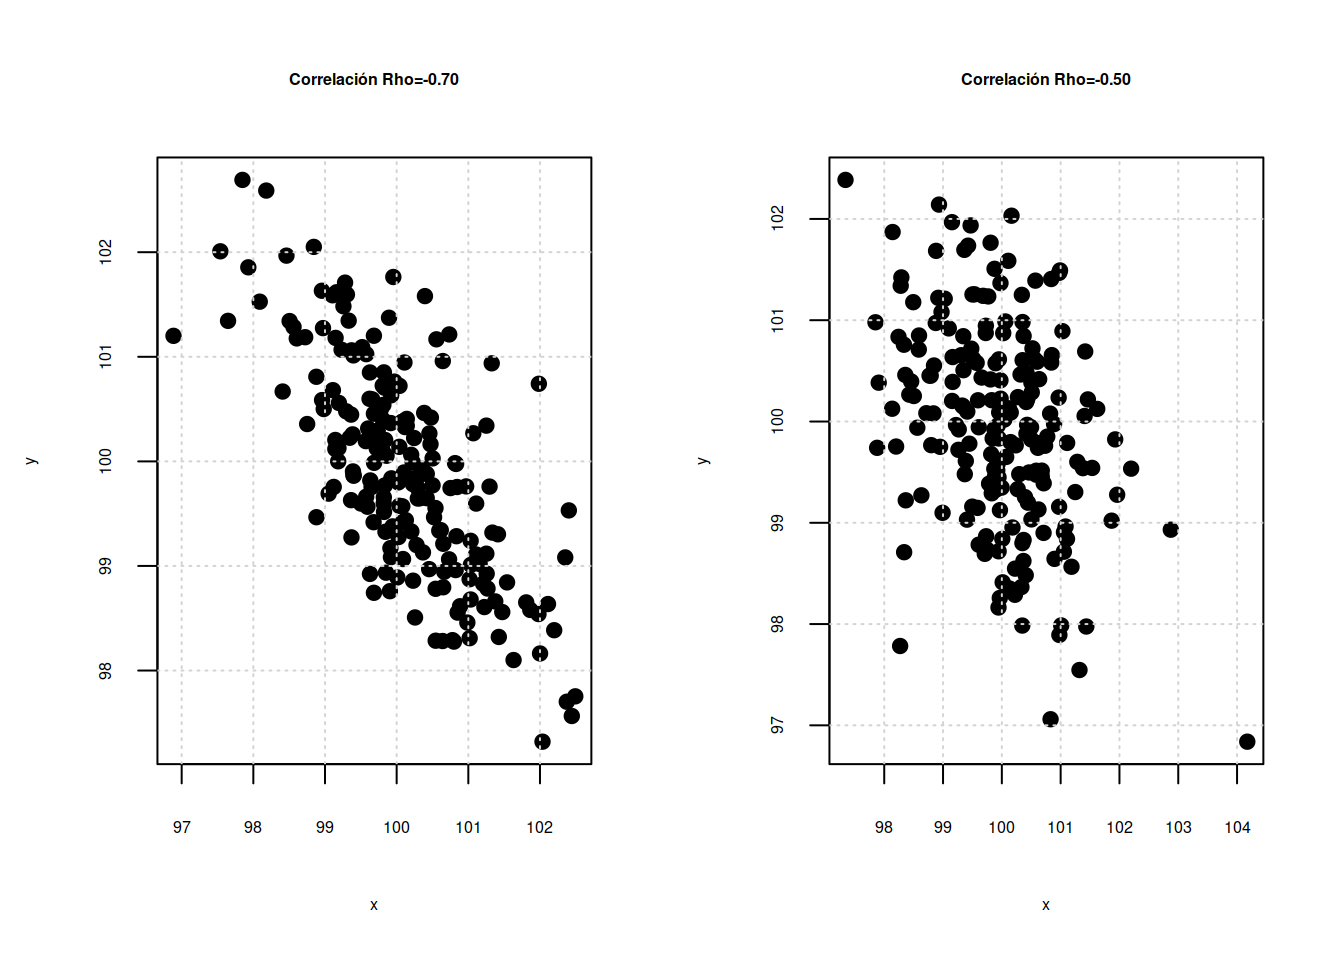 Correlación Rho=-0.70
y
98 99 100 101 102
97 98 99 100 101 102
x
Correlación Rho=-0.50
y
97 98 99 100 101 102
98 99 100 101 102 103 104
x